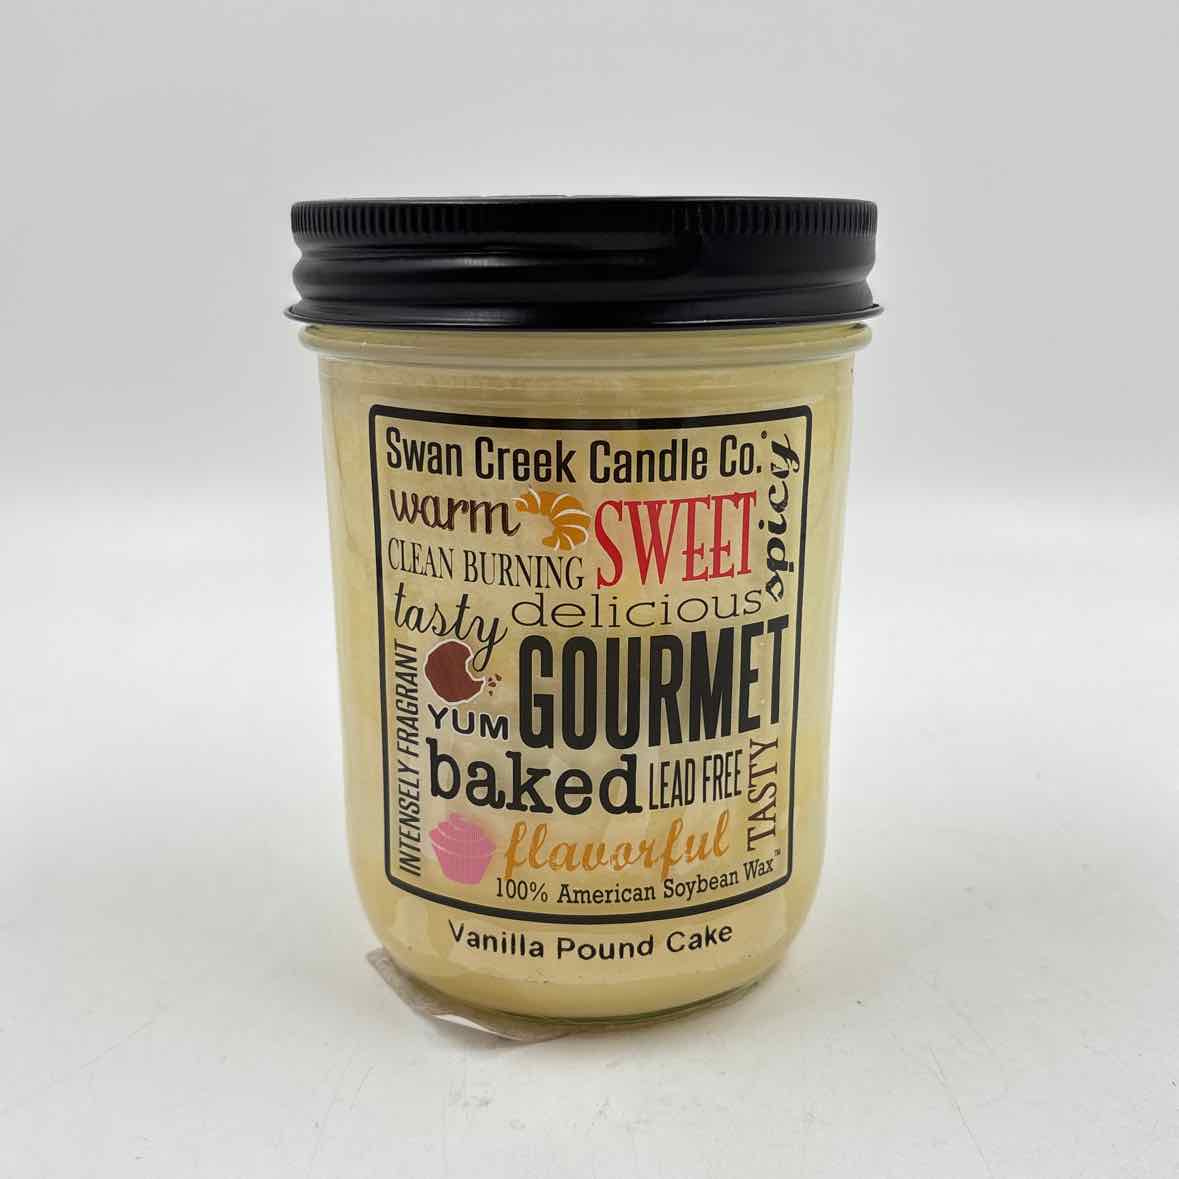 Swan Creek Candle Co.®
warm
SWEET
spicy
CLEAN BURNING
tasty
delicious
INTENSELY FRAGRANT
YUM
GOURMET
baked
LEAD FREE
TASTY
flavorful
100% American Soybean Wax™
Vanilla Pound Cake